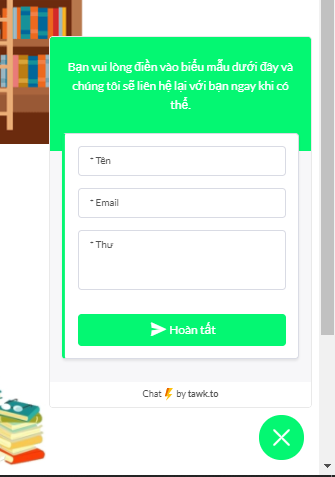 Bạn vui lòng điền vào biểu mẫu dưới đây và
chúng tôi sẽ liên hệ lại với bạn ngay khi có
thể.
* Tên
* Email
* Thư
Hoàn tất
Chat by tawk.to